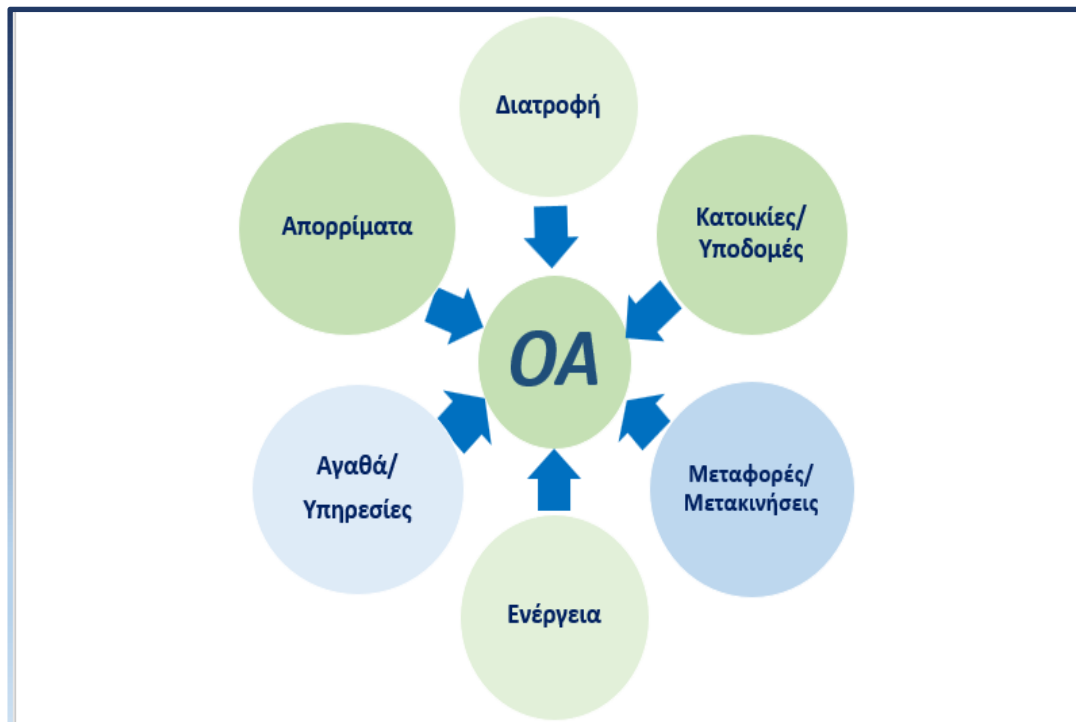 Διατροφή
Απορρίματα
Κατοικίες/
Υποδομές
ΟΑ
Αγαθά/
Υπηρεσίες
Μεταφορές/
Μετακινήσεις
Ενέργεια